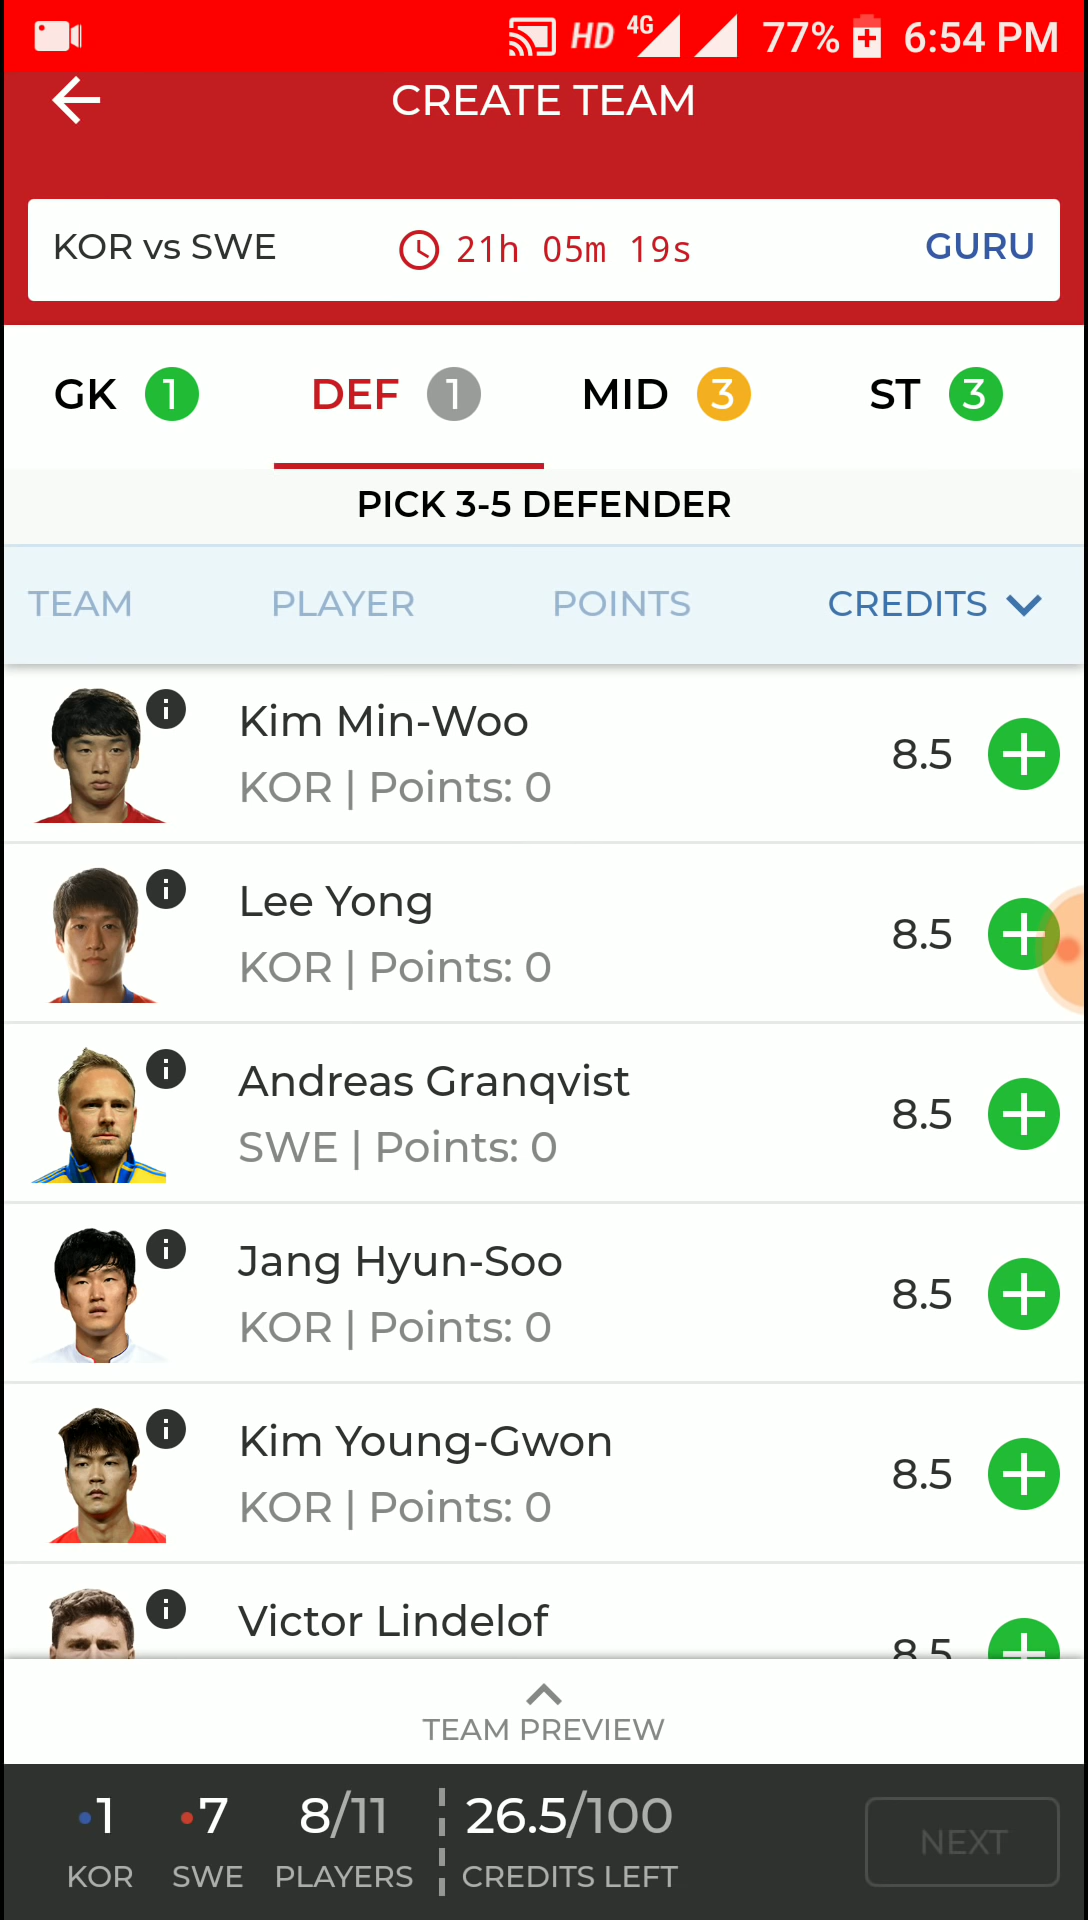 HD 4G 77% 6:54 PM
CREATE TEAM
KOR vs SWE 21h 05m 19s GURU
GK 1 DEF 1 MID 3 ST 3
PICK 3-5 DEFENDER
TEAM PLAYER POINTS CREDITS
Kim Min-Woo
KOR | Points: 0
8.5
Lee Yong
KOR | Points: 0
8.5
Andreas Granqvist
SWE | Points: 0
8.5
Jang Hyun-Soo
KOR | Points: 0
8.5
Kim Young-Gwon
KOR | Points: 0
8.5
Victor Lindelof
8.5
TEAM PREVIEW
1 7 8/11 26.5/100
KOR SWE PLAYERS CREDITS LEFT
NEXT